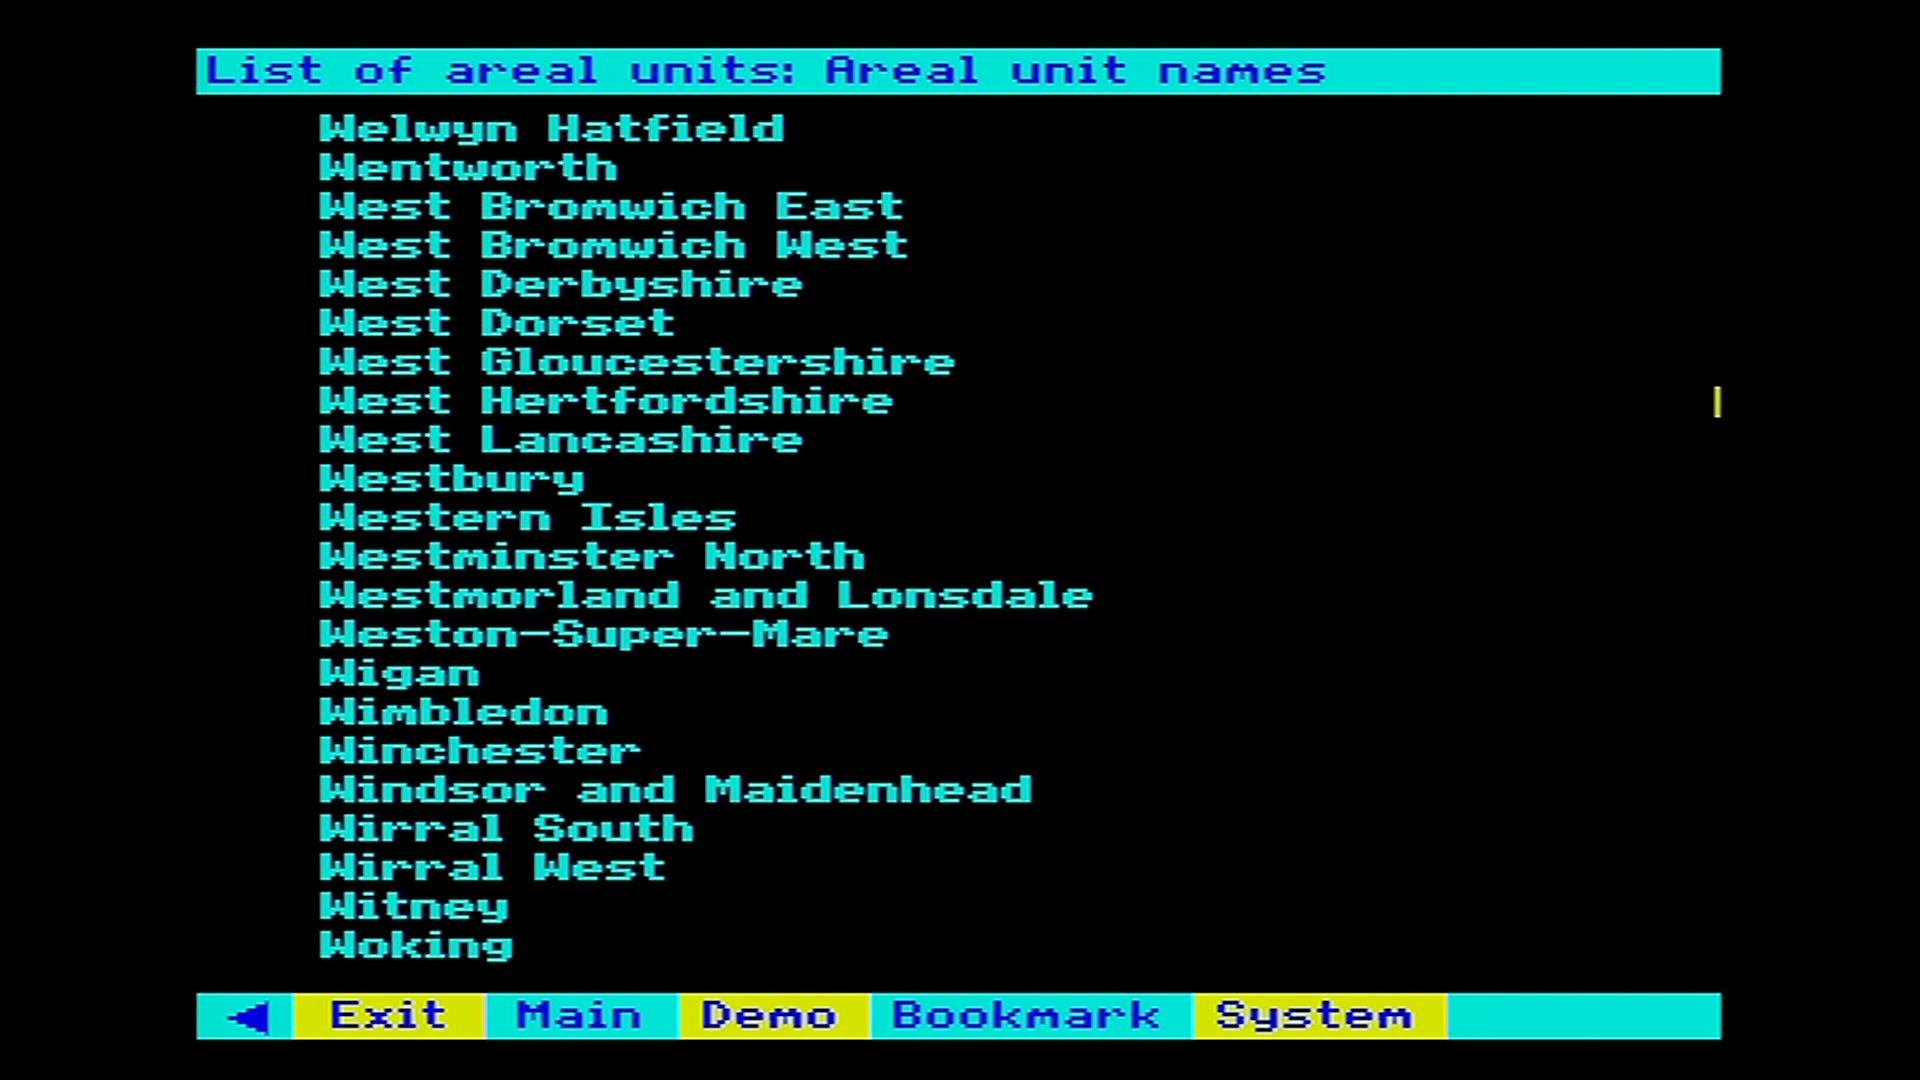 List of areal units: Areal unit names
Welwyn Hatfield
Wentworth
West Bromwich East
West Bromwich West
West Derbyshire
West Dorset
West Gloucestershire
West Hertfordshire
West Lancashire
Westbury
Western Isles
Westminster North
Westmorland and Lonsdale
Weston-Super-Mare
Wigan
Wimbledon
Winchester
Windsor and Maidenhead
Wirral South
Wirral West
Witney
Woking
Exit Main Demo Bookmark System